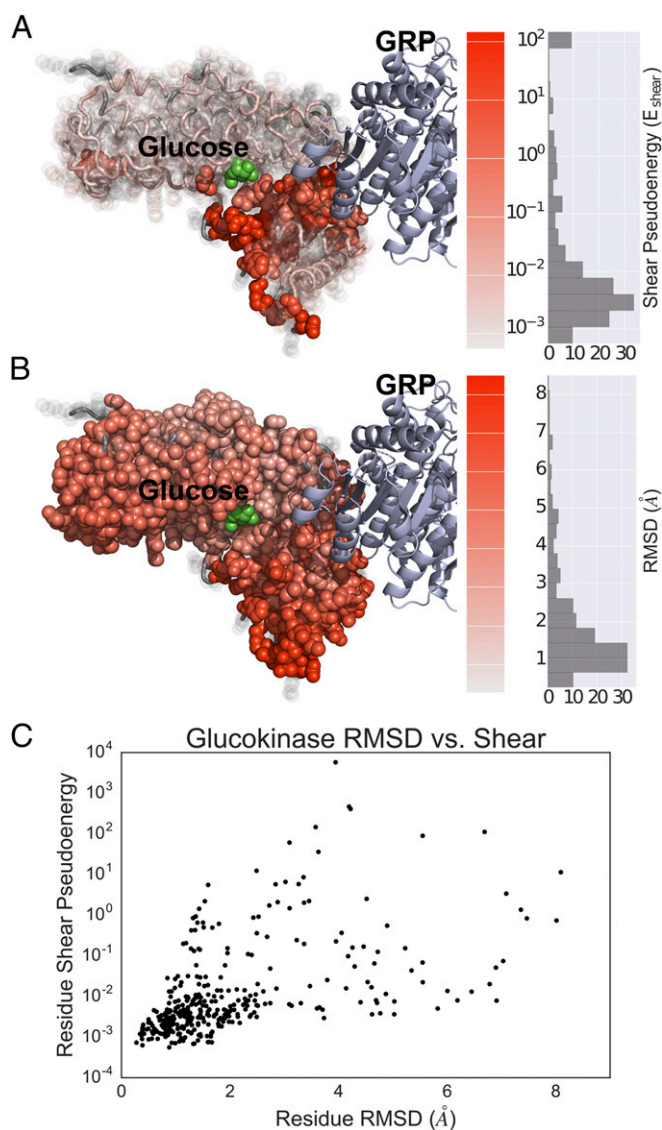 A
GRP
Glucose
10²
10¹
10⁰
10⁻¹
10⁻²
10⁻³
Shear Pseudoenergy (E_shear)
0 10 20 30
B
GRP
Glucose
8
7
6
5
4
3
2
1
RMSD (Å)
0 10 20 30
C
Glucokinase RMSD vs. Shear
10⁴
10³
10²
10¹
10⁰
10⁻¹
10⁻²
10⁻³
10⁻⁴
Residue Shear Pseudoenergy
0 2 4 6 8
Residue RMSD (Å)